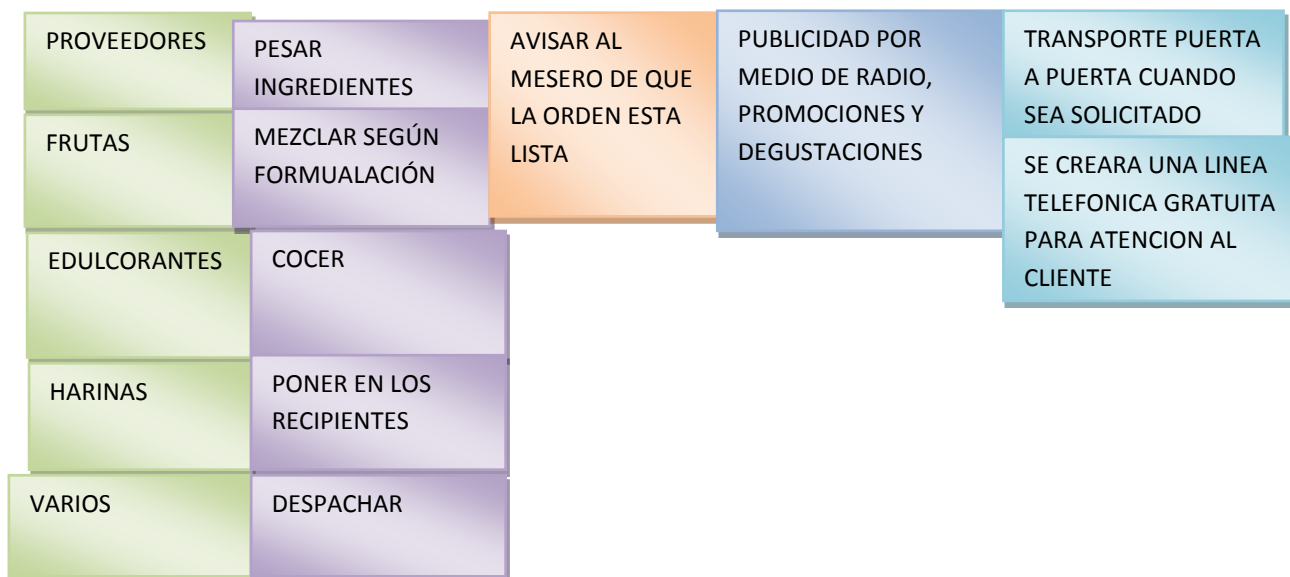 PROVEEDORES
FRUTAS
EDULCORANTES
HARINAS
VARIOS
PESAR
INGREDIENTES
MEZCLAR SEGÚN
FORMUALACIÓN
COCER
PONER EN LOS
RECIPIENTES
DESPACHAR
AVISAR AL
MESERO DE QUE
LA ORDEN ESTA
LISTA
PUBLICIDAD POR
MEDIO DE RADIO,
PROMOCIONES Y
DEGUSTACIONES
TRANSPORTE PUERTA
A PUERTA CUANDO
SEA SOLICITADO
SE CREARA UNA LINEA
TELEFONICA GRATUITA
PARA ATENCION AL
CLIENTE